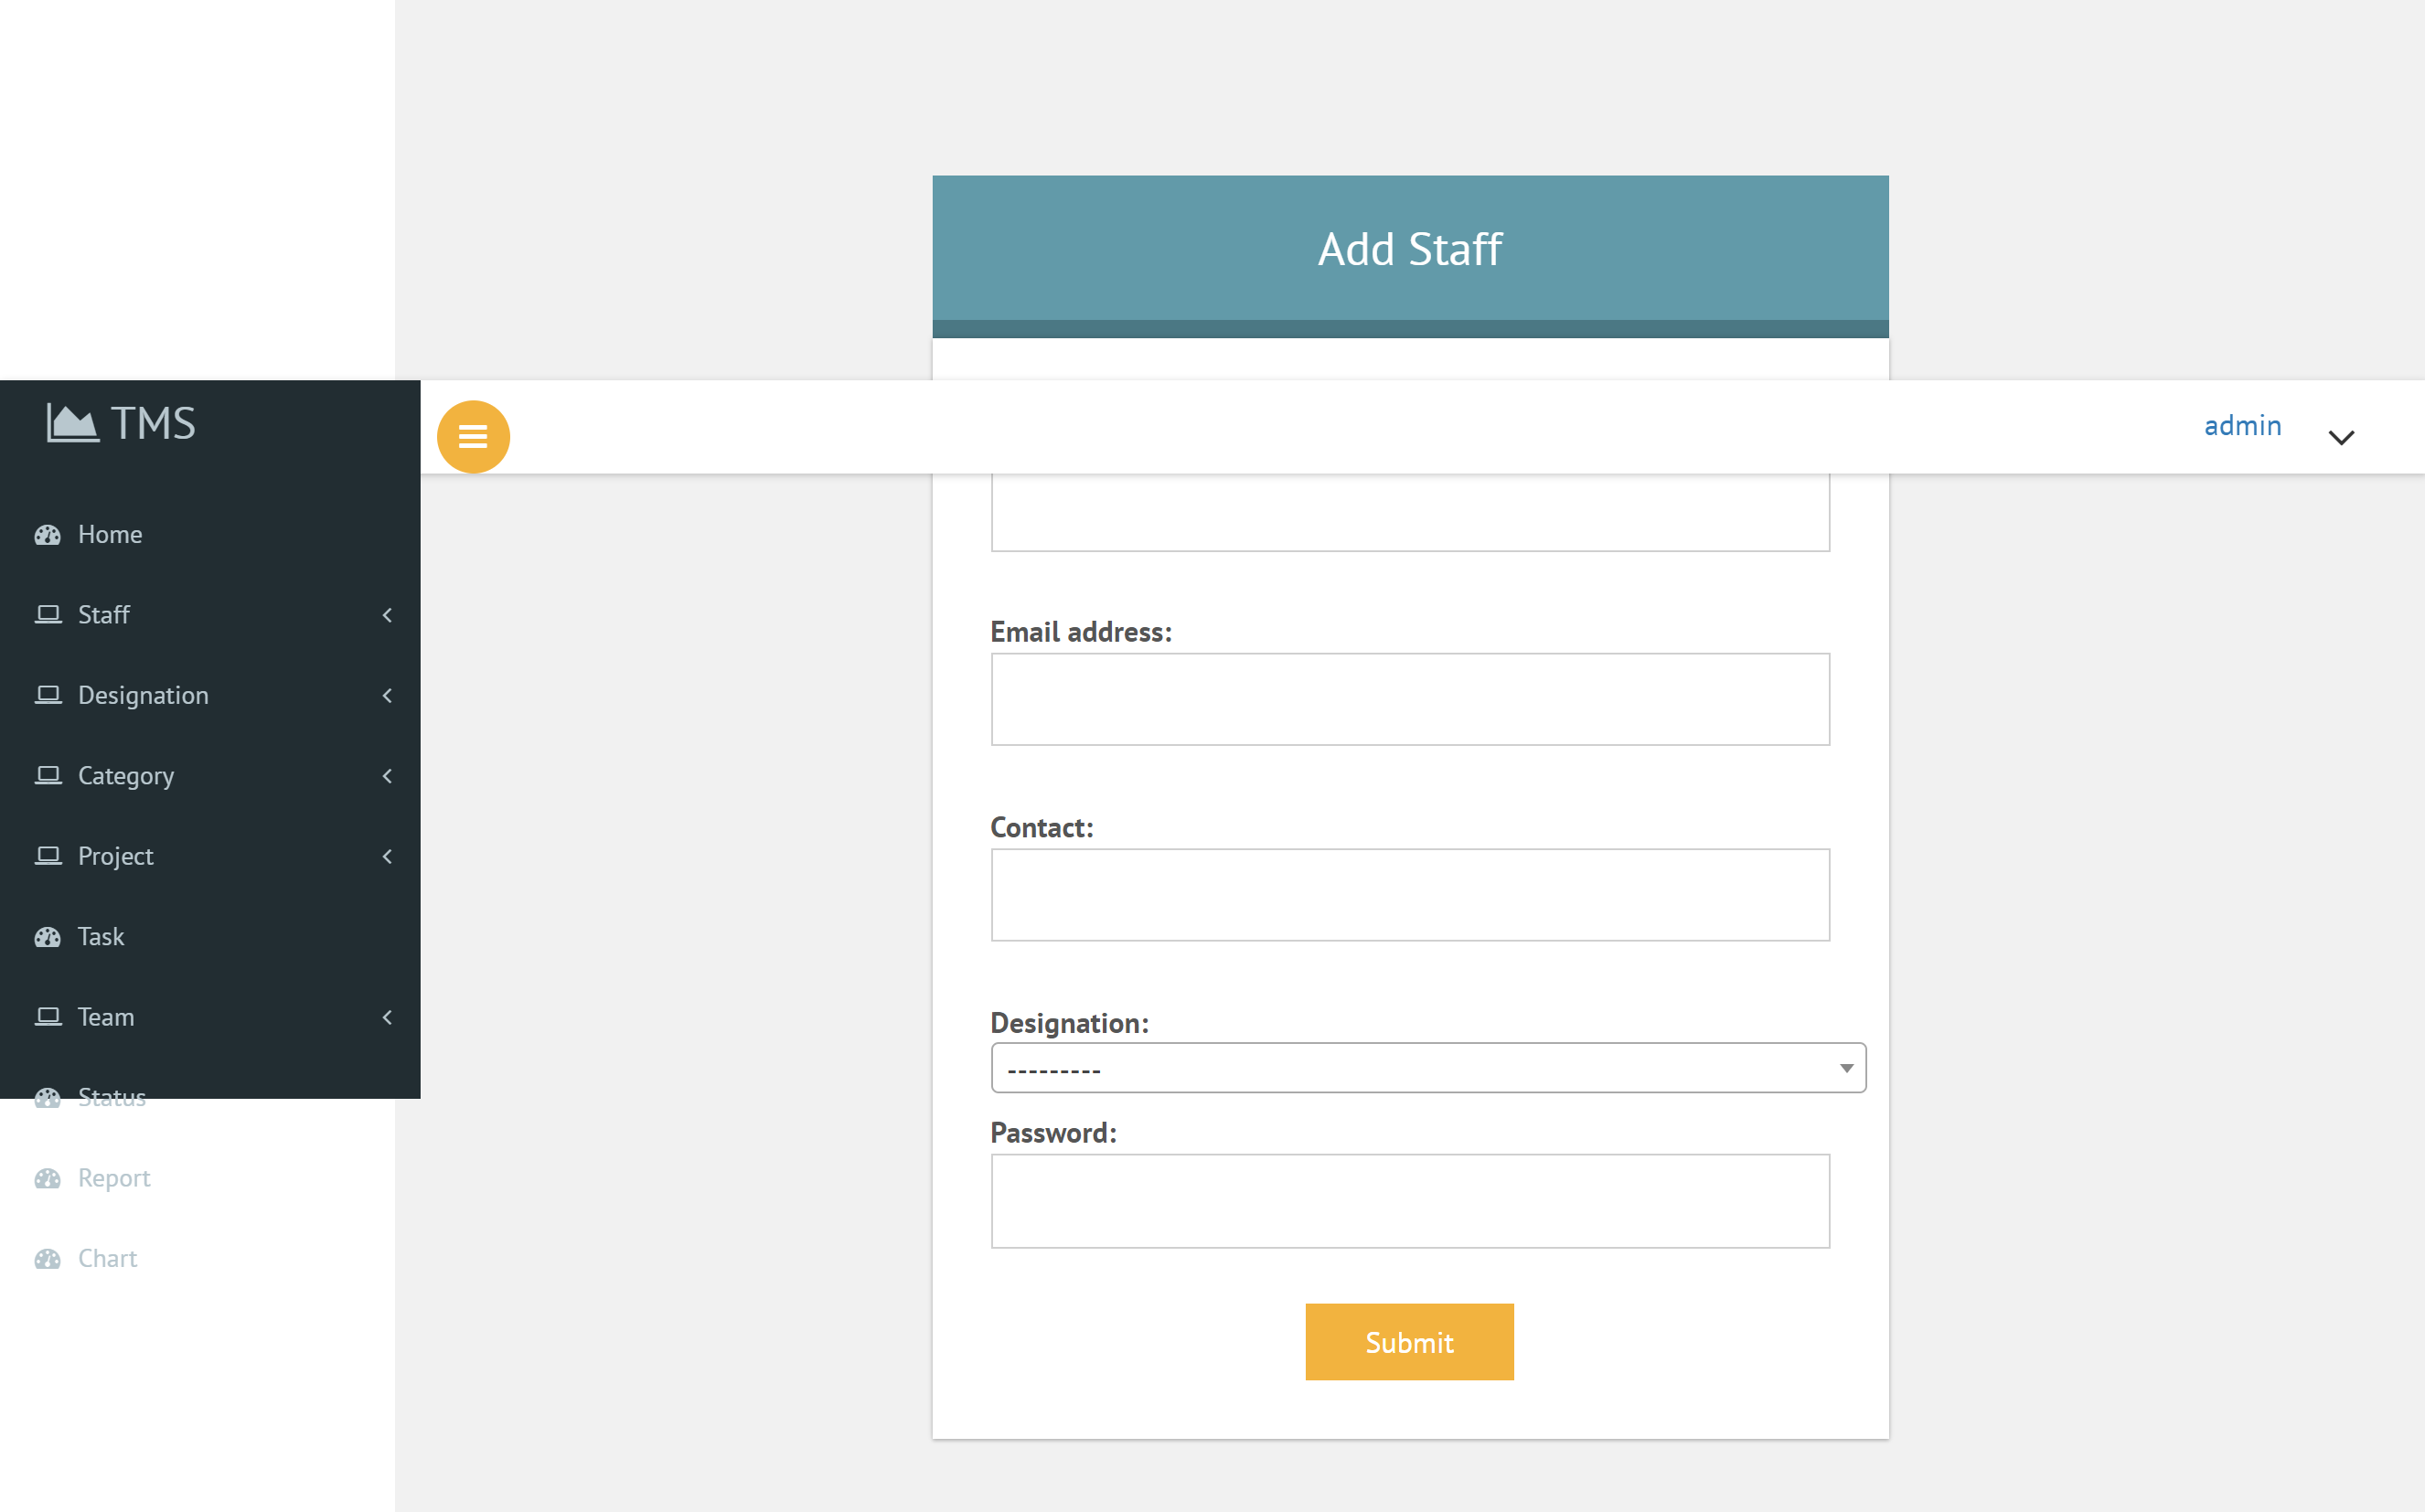 Add Staff
TMS
admin
Home
Staff
Designation
Category
Project
Task
Team
Status
Report
Chart
Email address:
Contact:
Designation:
---------
Password:
Submit